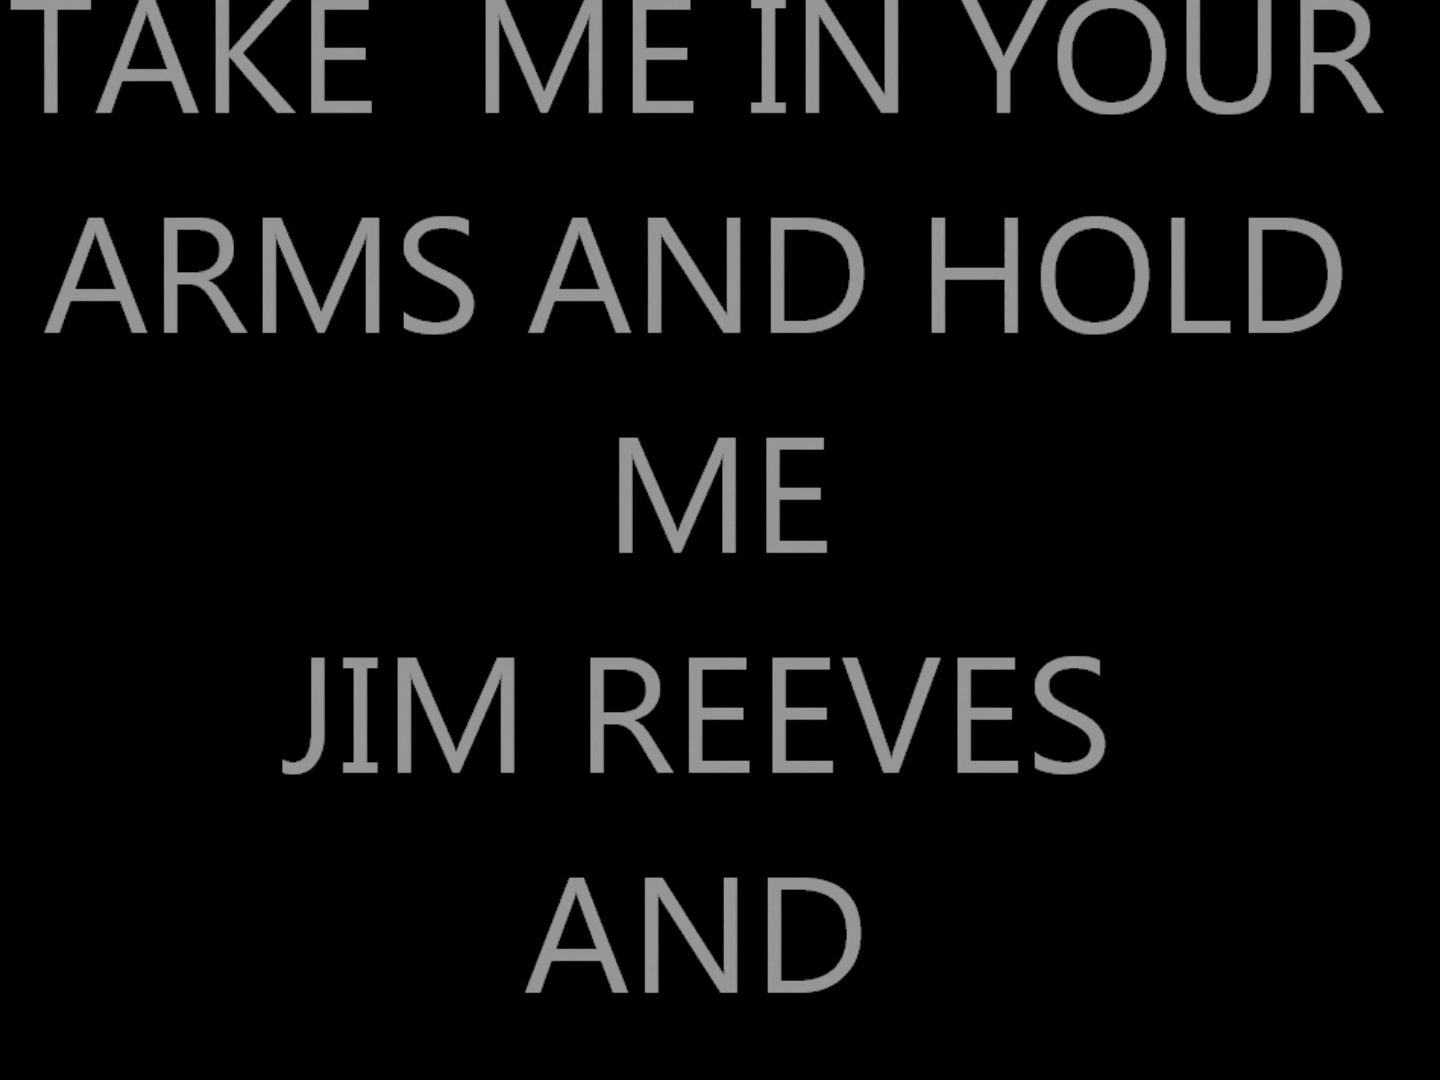 TAKE  ME IN YOUR
ARMS AND HOLD
ME
JIM REEVES
AND